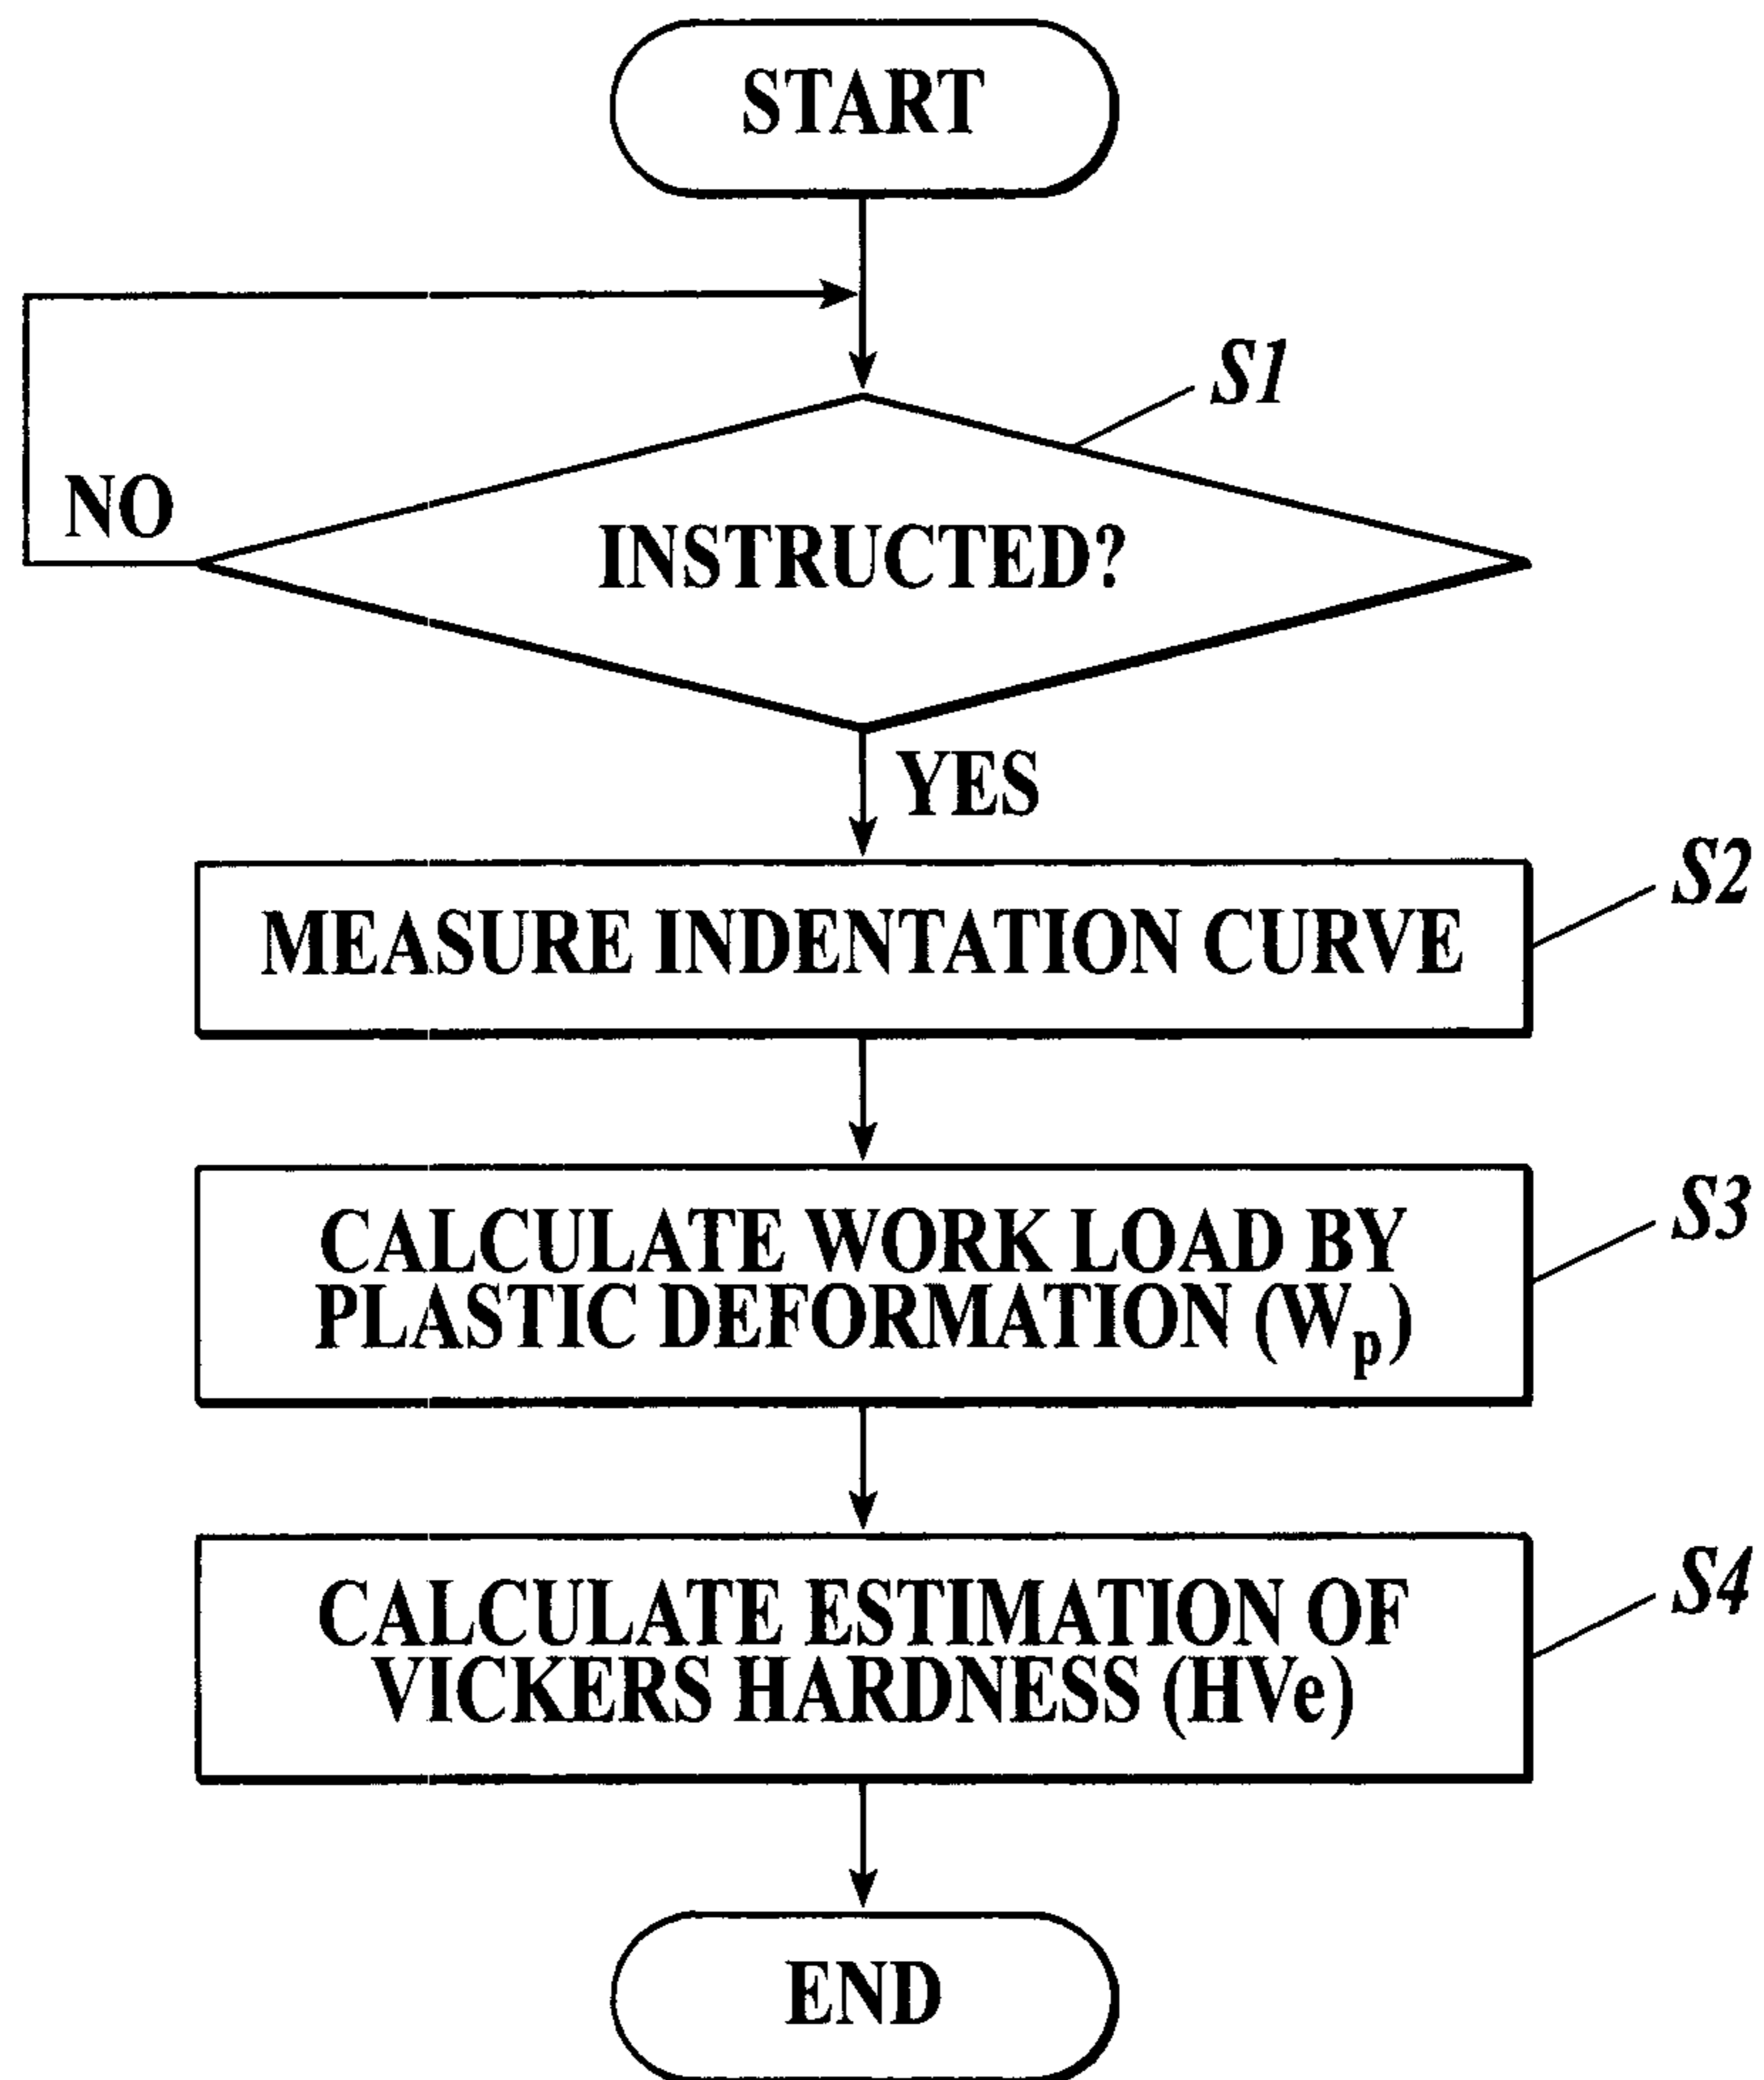 START
S1
NO
INSTRUCTED?
YES
S2
MEASURE INDENTATION CURVE
S3
CALCULATE WORK LOAD BY
PLASTIC DEFORMATION (Wp)
S4
CALCULATE ESTIMATION OF
VICKERS HARDNESS (HVe)
END